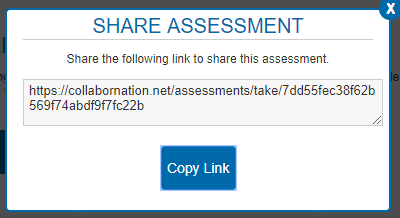 X
SHARE ASSESSMENT
Share the following link to share this assessment.
https://collabornation.net/assessments/take/7dd55fec38f62b
569f74abdf9f7fc22b
Copy Link